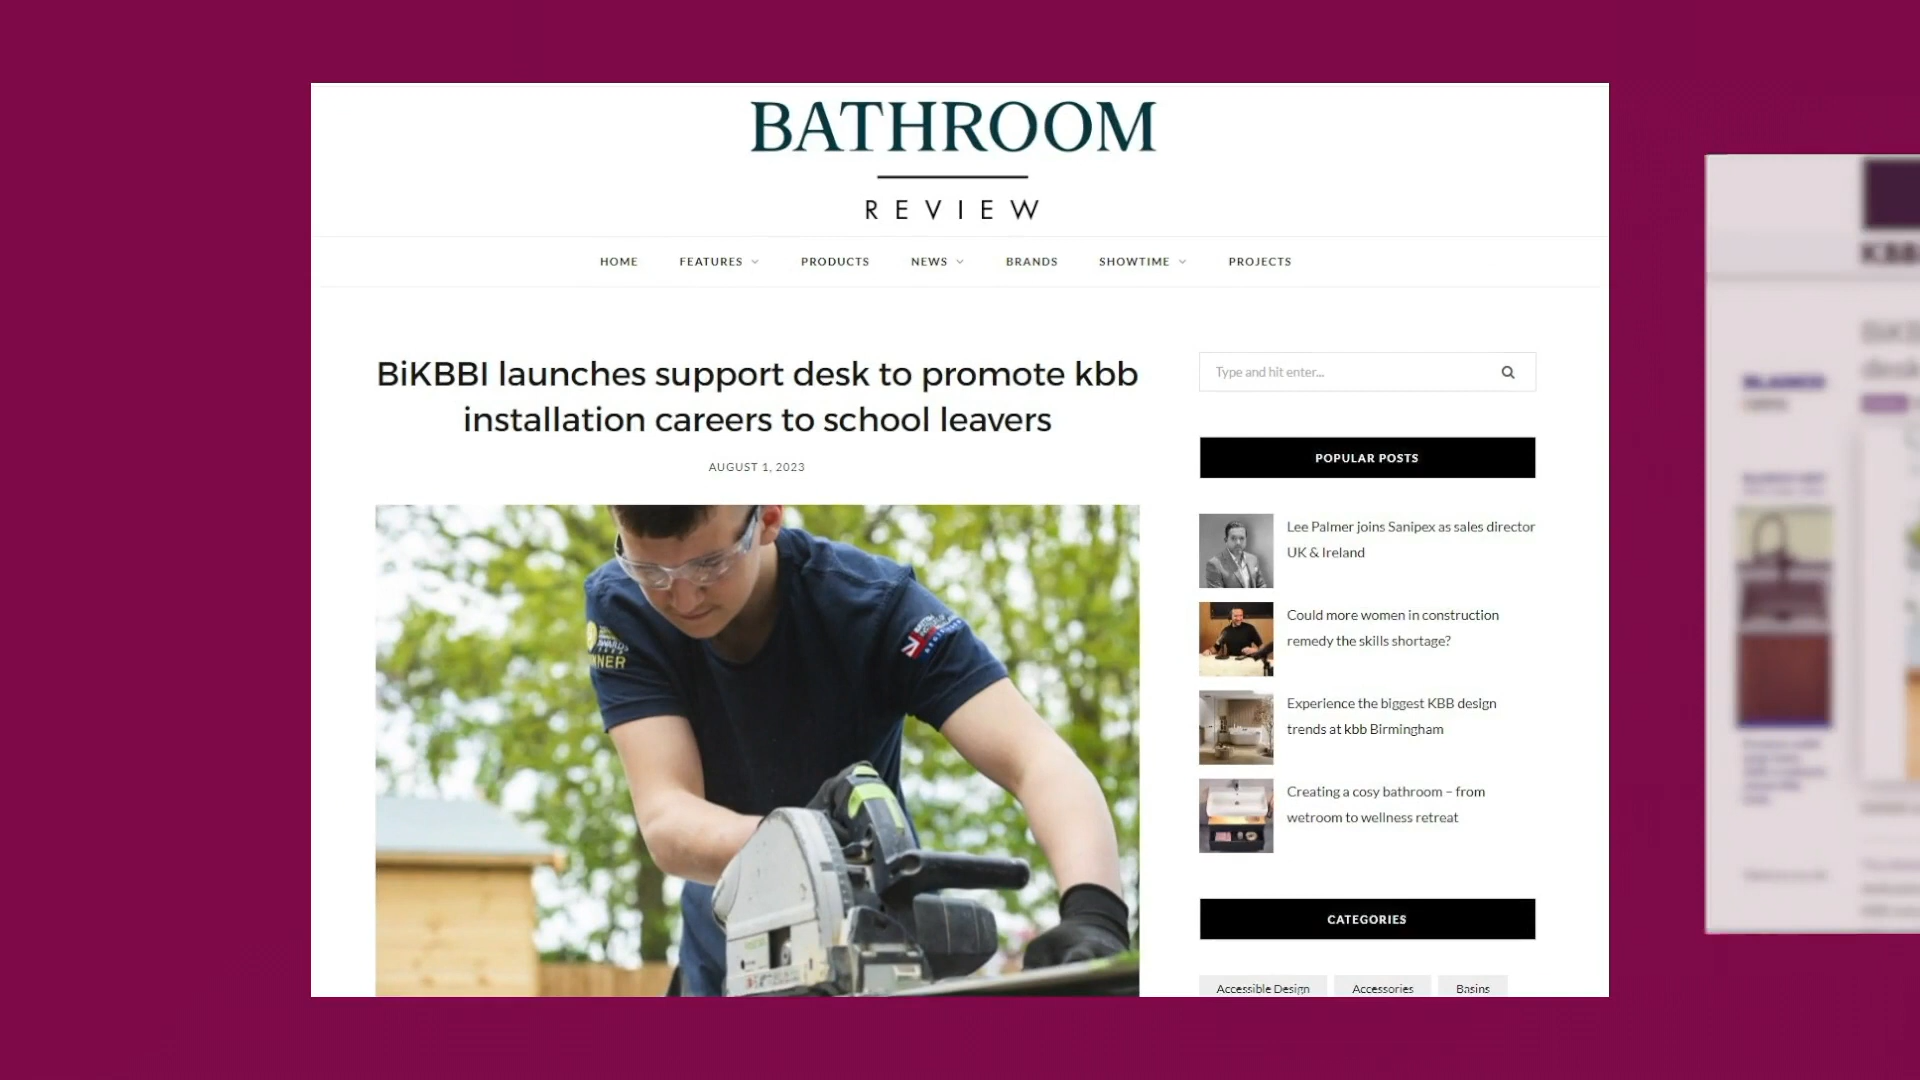 BATHROOM
REVIEW
HOME FEATURES PRODUCTS NEWS BRANDS SHOWTIME PROJECTS
BiKBBI launches support desk to promote kbb
installation careers to school leavers
AUGUST 1, 2023
Type and hit enter...
POPULAR POSTS
Lee Palmer joins Sanipex as sales director
UK & Ireland
Could more women in construction
remedy the skills shortage?
Experience the biggest KBB design
trends at kbb Birmingham
Creating a cosy bathroom – from
wetroom to wellness retreat
CATEGORIES
Accessible Design Accessories Basins